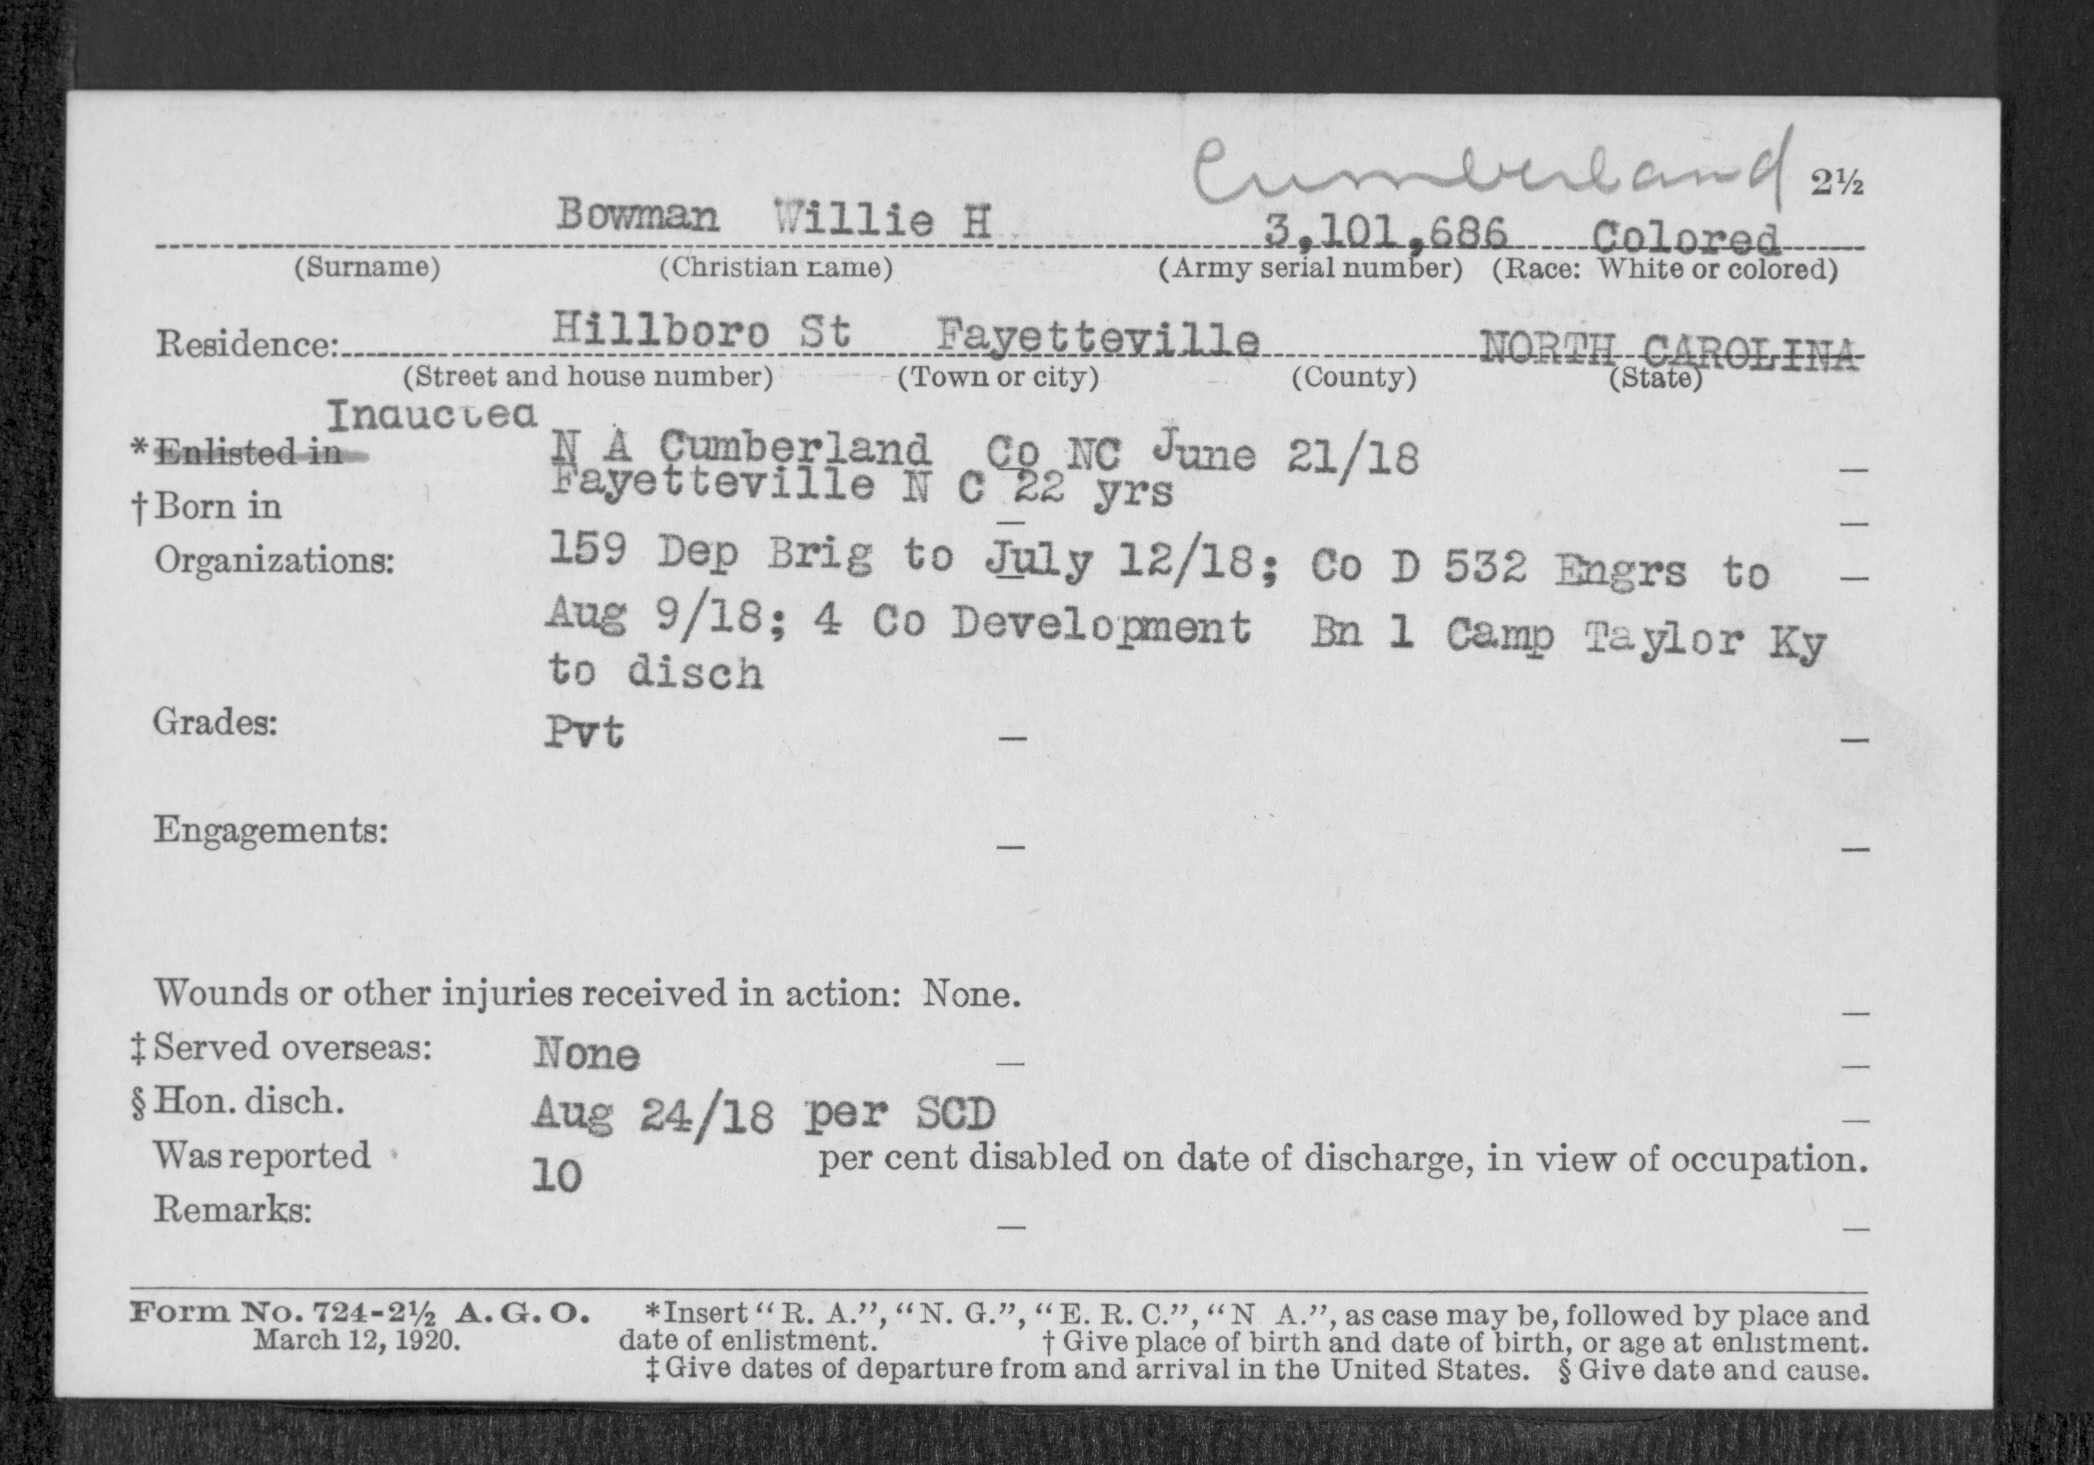 Cumberland 2½
Bowman Willie H 3,101,686 Colored
(Surname) (Christian name) (Army serial number) (Race: White or colored)
Residence: Hillboro St Fayetteville NORTH CAROLINA
(Street and house number) (Town or city) (County) (State)
Inducted
*Enlisted in N A Cumberland Co NC June 21/18 —
†Born in Fayetteville N C 22 yrs — —
Organizations: 159 Dep Brig to July 12/18; Co D 532 Engrs to —
Aug 9/18; 4 Co Development Bn 1 Camp Taylor Ky
to disch
Grades: Pvt — —
Engagements: — —
Wounds or other injuries received in action: None. —
‡Served overseas: None — —
§Hon. disch. Aug 24/18 per SCD —
Was reported 10 per cent disabled on date of discharge, in view of occupation.
Remarks: — —
Form No. 724-2½ A.G.O. *Insert "R. A.", "N. G.", "E. R. C.", "N A.", as case may be, followed by place and
March 12, 1920. date of enlistment. †Give place of birth and date of birth, or age at enlistment.
‡Give dates of departure from and arrival in the United States. §Give date and cause.